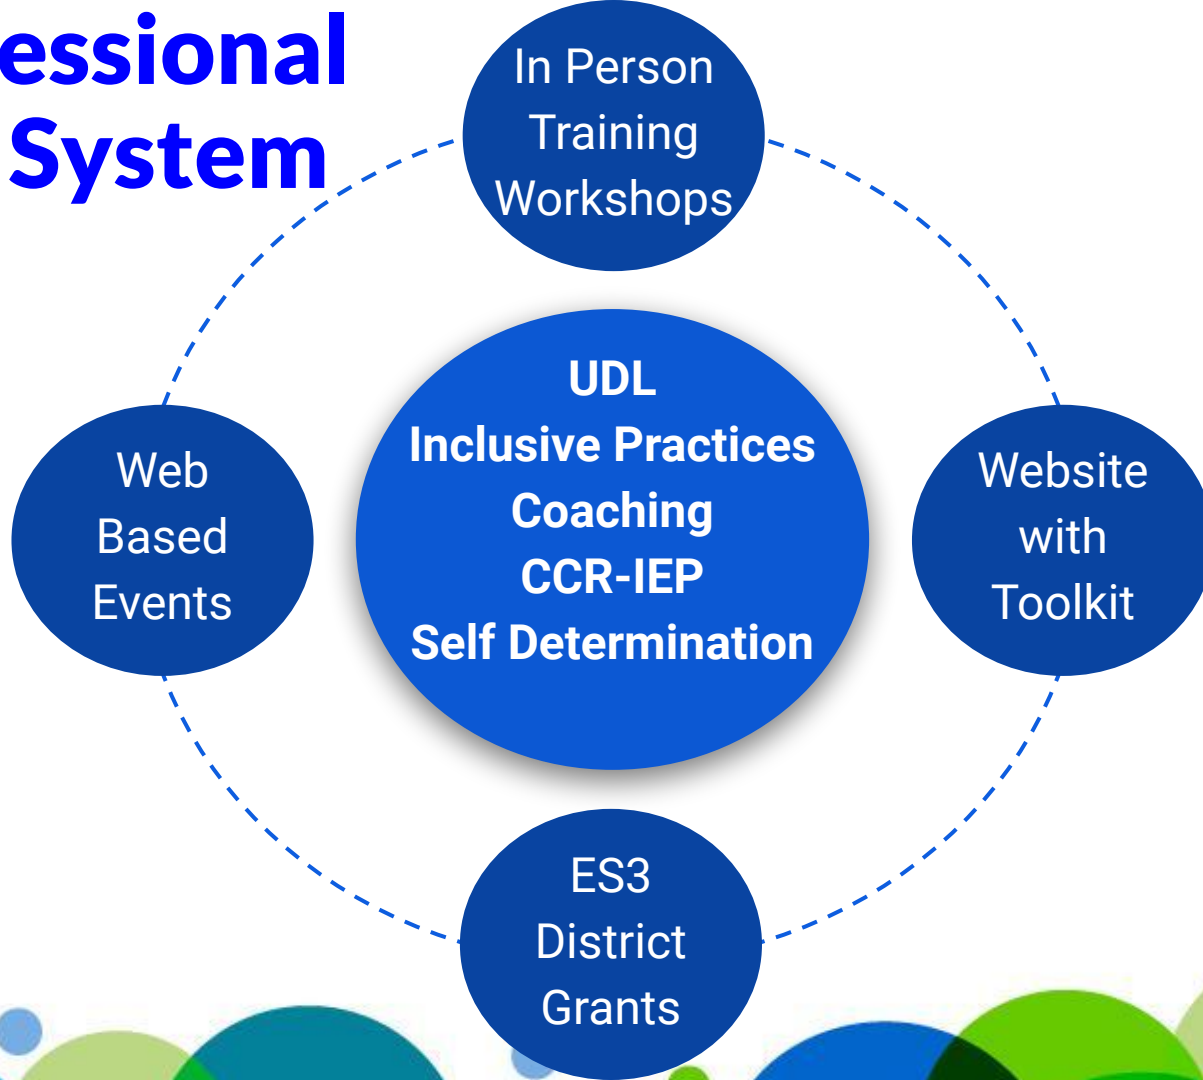 essional
System
In Person
Training
Workshops
Web
Based
Events
UDL
Inclusive Practices
Coaching
CCR-IEP
Self Determination
Website
with
Toolkit
ES3
District
Grants